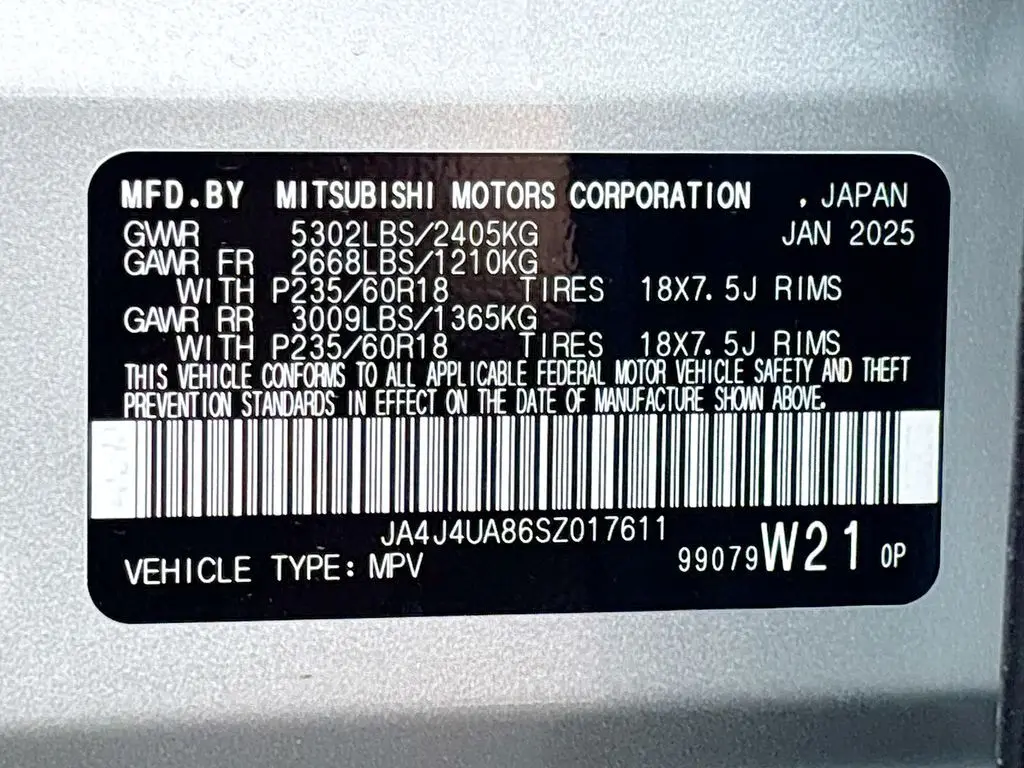 MFD.BY MITSUBISHI MOTORS CORPORATION , JAPAN
GWWR 5302LBS/2405KG JAN 2025
GAWR FR 2668LBS/1210KG
WITH P235/60R18 TIRES 18X7.5J RIMS
GAWR RR 3009LBS/1365KG
WITH P235/60R18 TIRES 18X7.5J RIMS
THIS VEHICLE CONFORMS TO ALL APPLICABLE FEDERAL MOTOR VEHICLE SAFETY AND THEFT
PREVENTION STANDARDS IN EFFECT ON THE DATE OF MANUFACTURE SHOWN ABOVE.
JA4J4UA86SZ017611
VEHICLE TYPE: MPV 99079 W21 OP